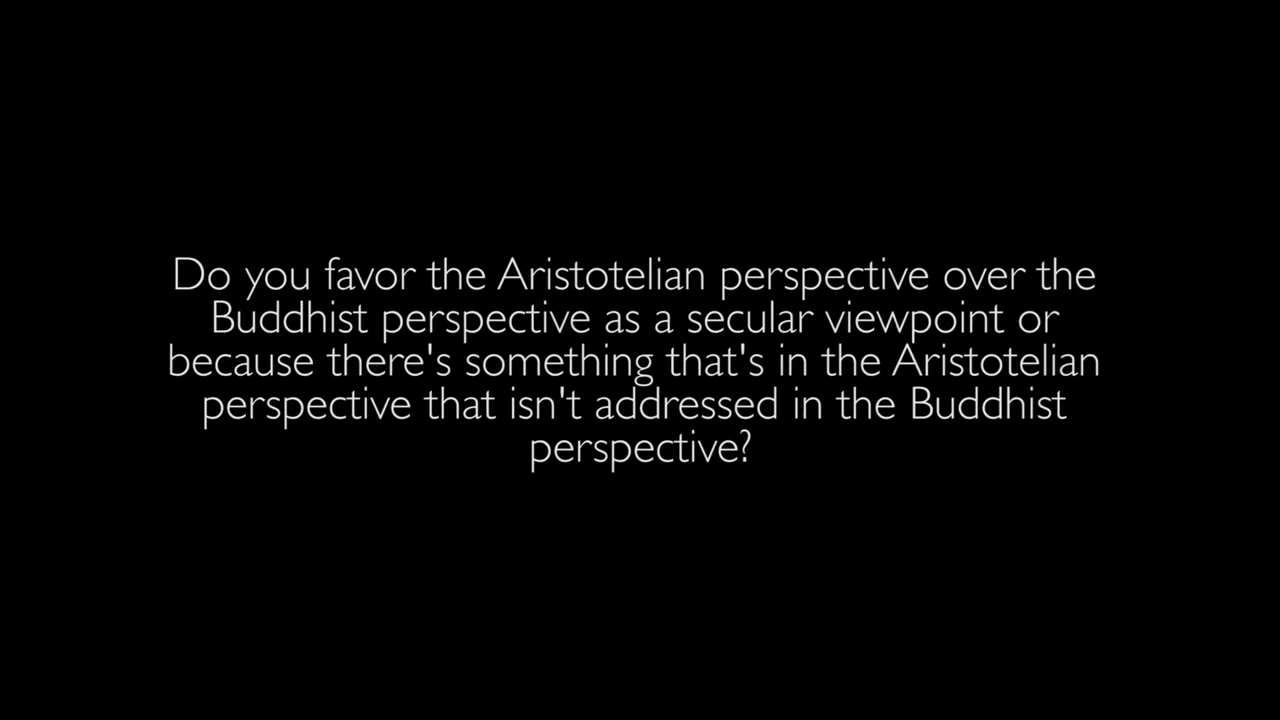 Do you favor the Aristotelian perspective over the
Buddhist perspective as a secular viewpoint or
because there's something that's in the Aristotelian
perspective that isn't addressed in the Buddhist
perspective?